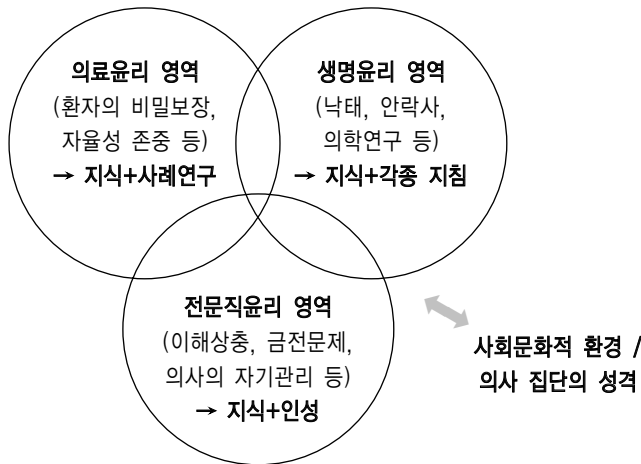 의료윤리 영역
(환자의 비밀보장,
자율성 존중 등)
→ 지식+사례연구
생명윤리 영역
(낙태, 안락사,
의학연구 등)
→ 지식+각종 지침
전문직윤리 영역
(이해상충, 금전문제,
의사의 자기관리 등)
→ 지식+인성
사회문화적 환경 /
의사 집단의 성격